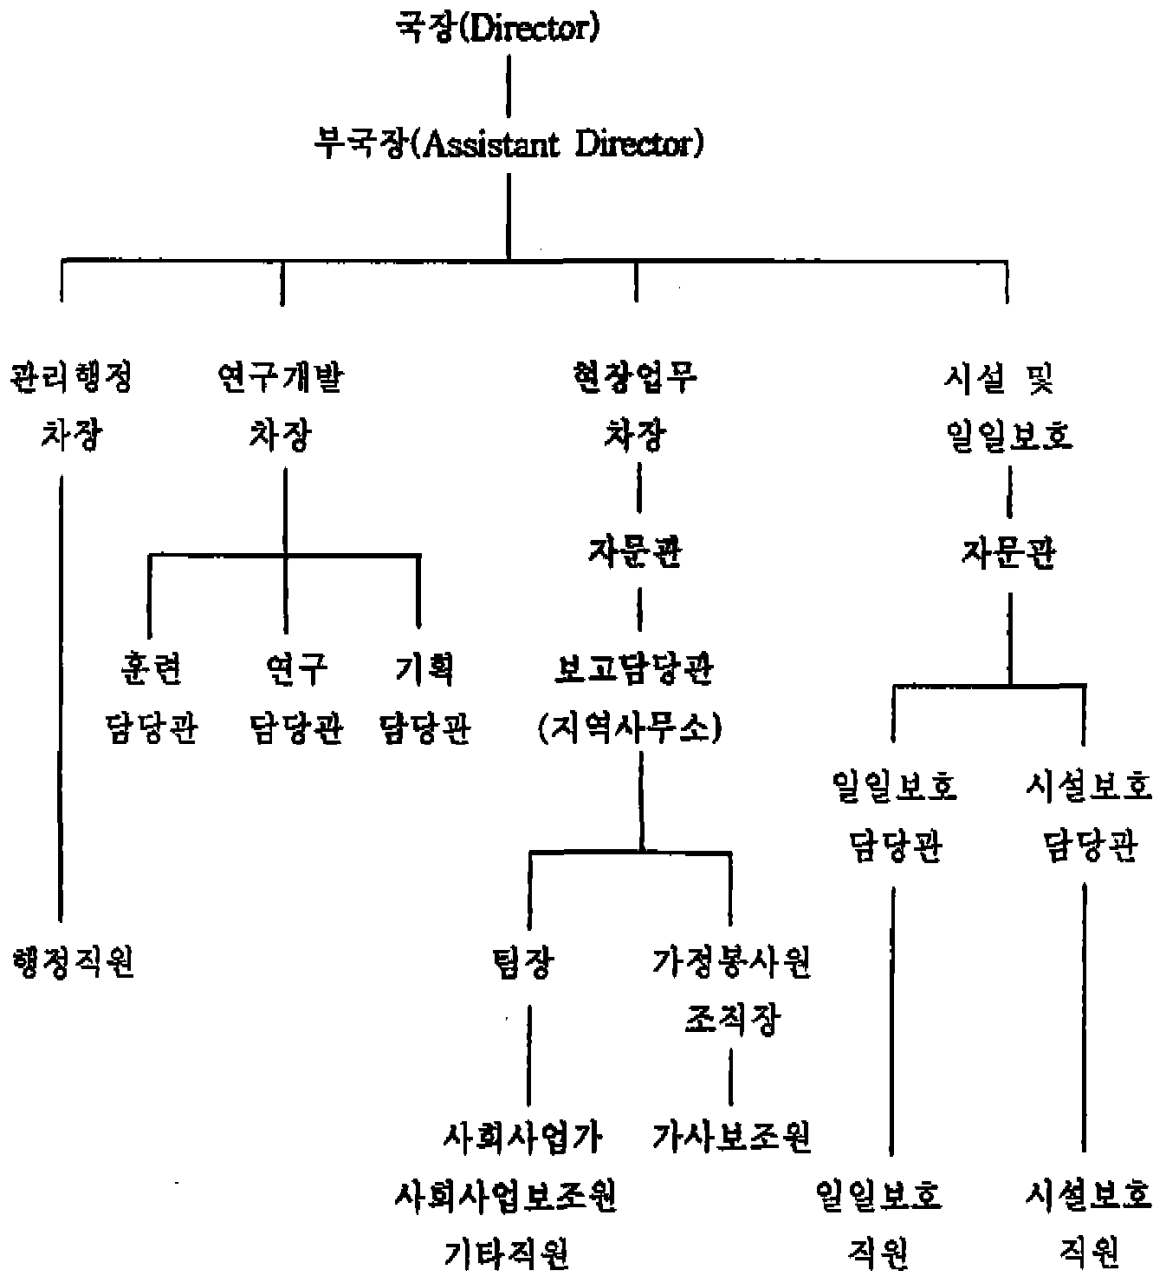 국장(Director)
부국장(Assistant Director)
관리행정
차장
연구개발
차장
현장업무
차장
시설 및
일일보호
자문관
자문관
훈련
담당관
연구
담당관
기획
담당관
보고담당관
(지역사무소)
일일보호
담당관
시설보호
담당관
행정직원
팀장
가정봉사원
조직장
사회사업가
사회사업보조원
기타직원
가사보조원
일일보호
직원
시설보호
직원